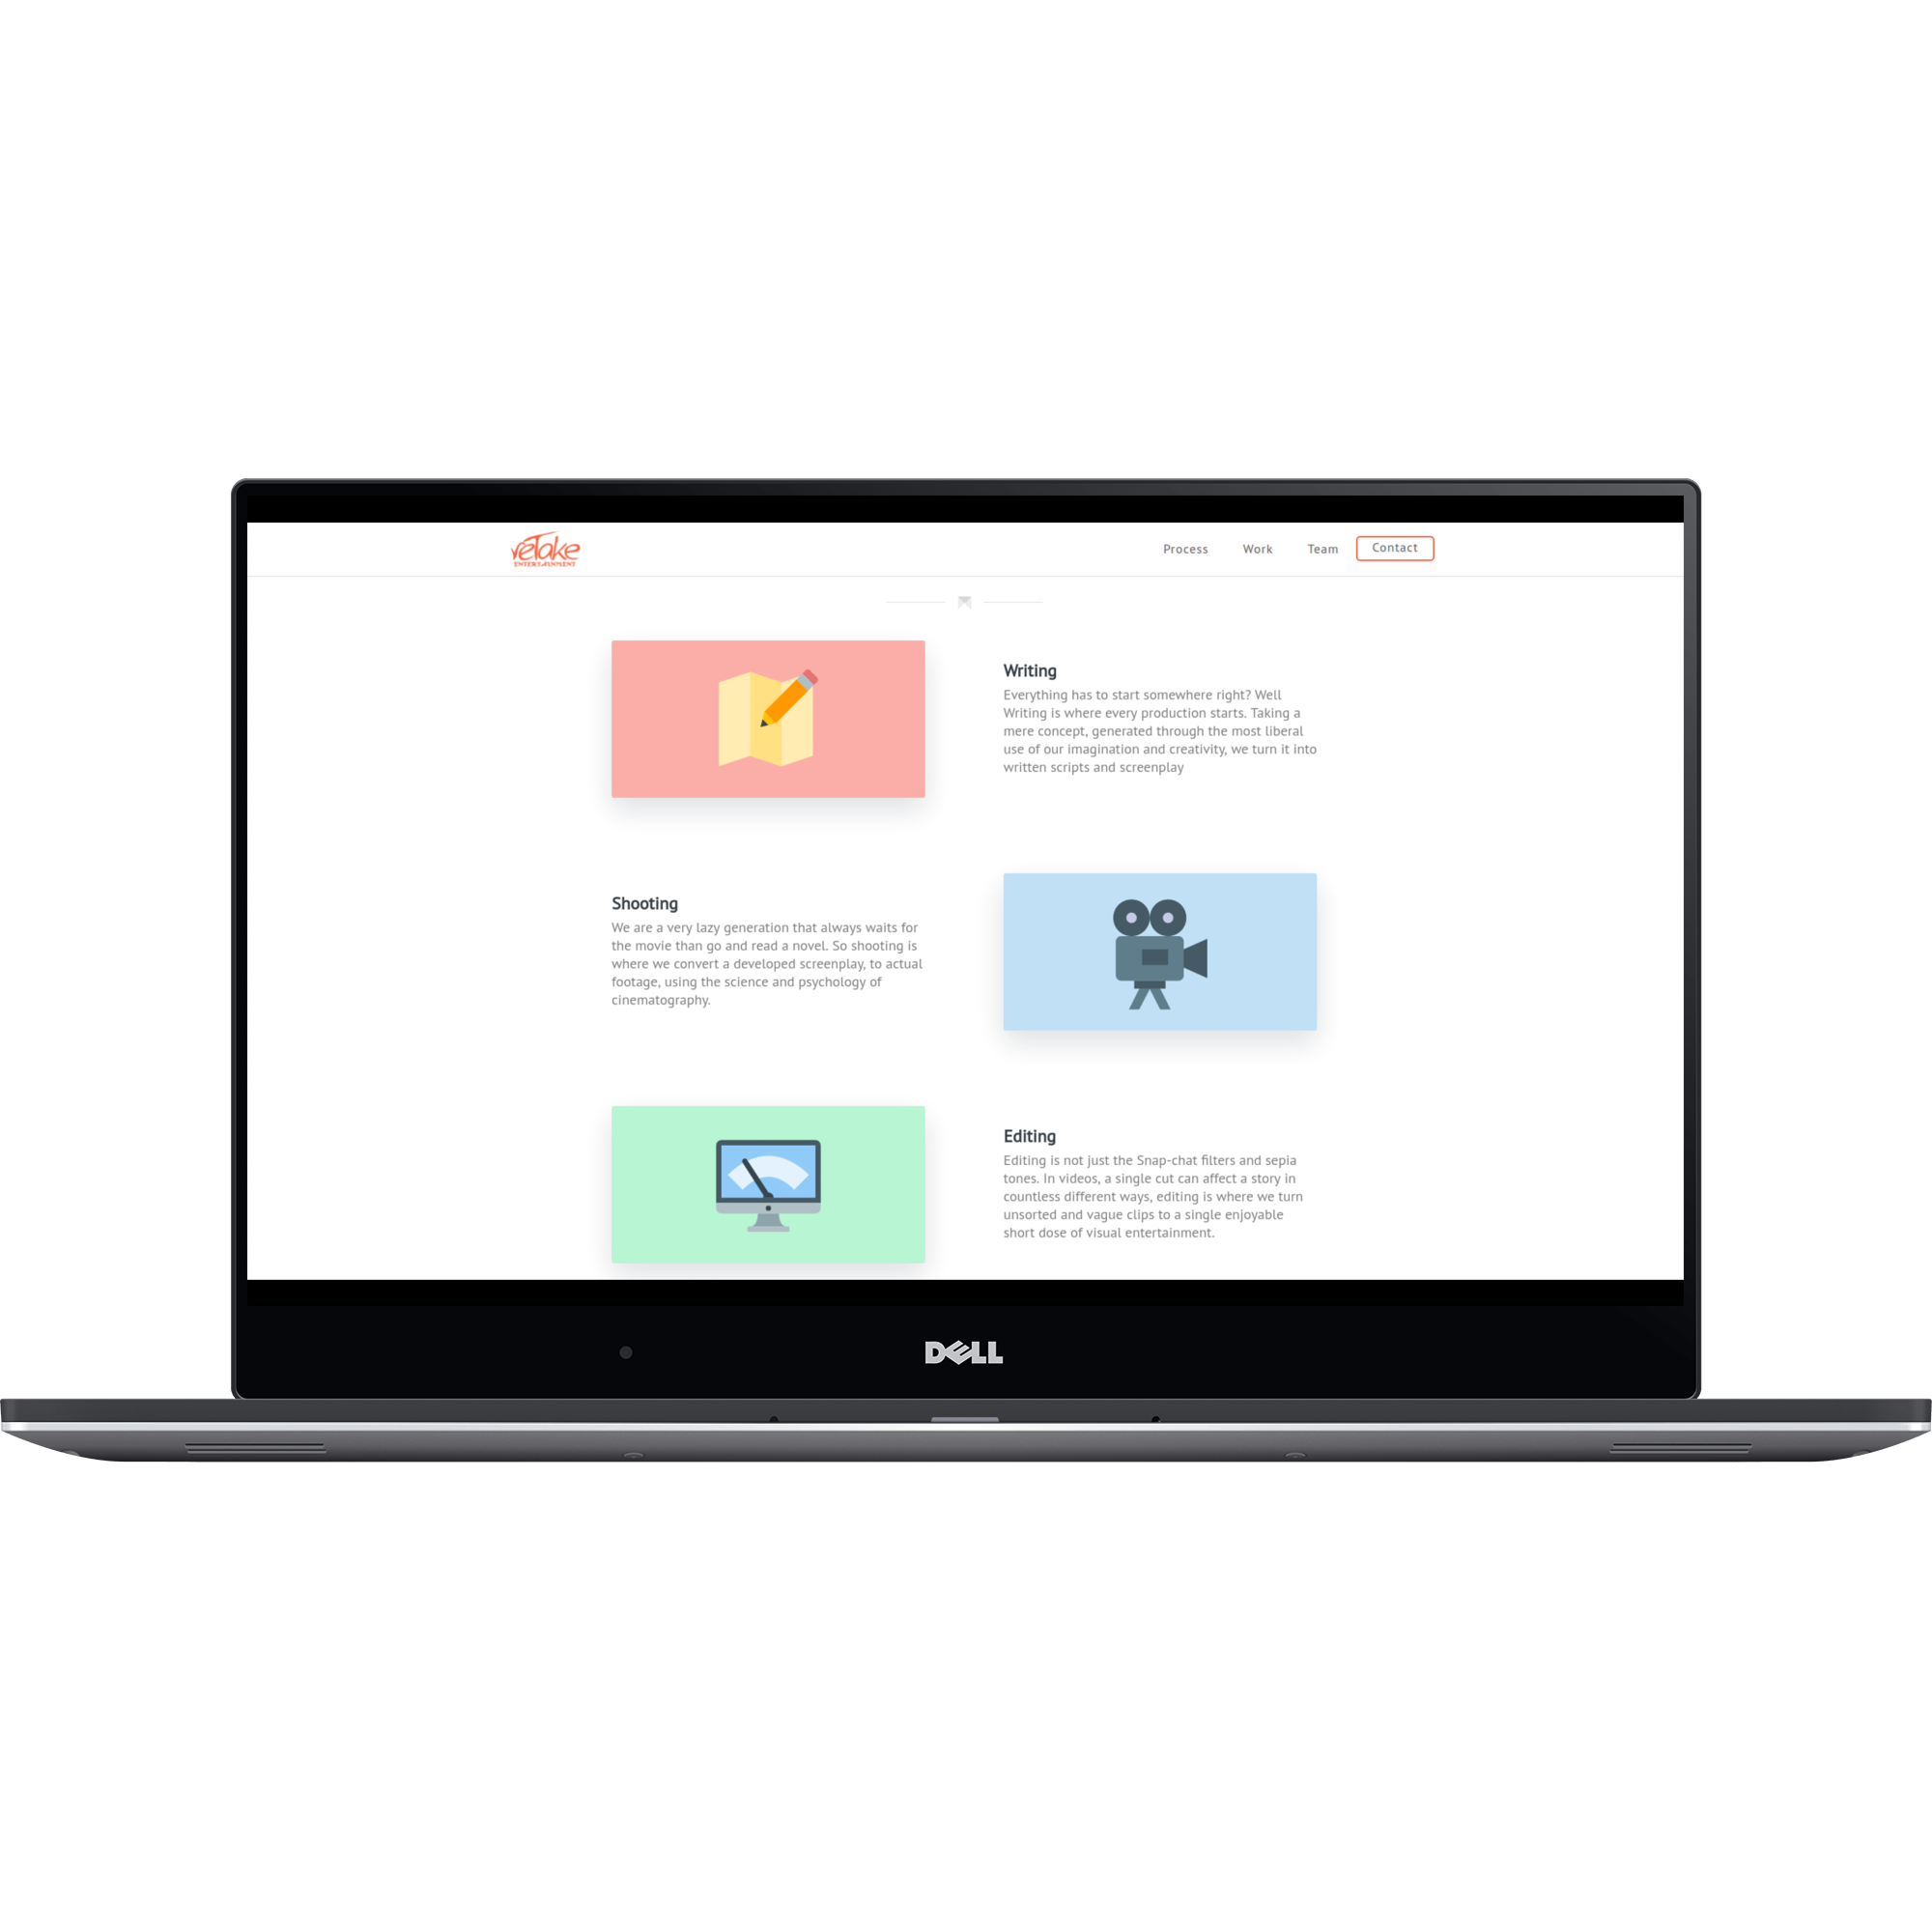 reTake
ENTERTAINMENT
Process Work Team Contact
Writing
Everything has to start somewhere right? Well
Writing is where every production starts. Taking a
mere concept, generated through the most liberal
use of our imagination and creativity, we turn it into
written scripts and screenplay
Shooting
We are a very lazy generation that always waits for
the movie than go and read a novel. So shooting is
where we convert a developed screenplay, to actual
footage, using the science and psychology of
cinematography.
Editing
Editing is not just the Snap-chat filters and sepia
tones. In videos, a single cut can affect a story in
countless different ways, editing is where we turn
unsorted and vague clips to a single enjoyable
short dose of visual entertainment.
DELL